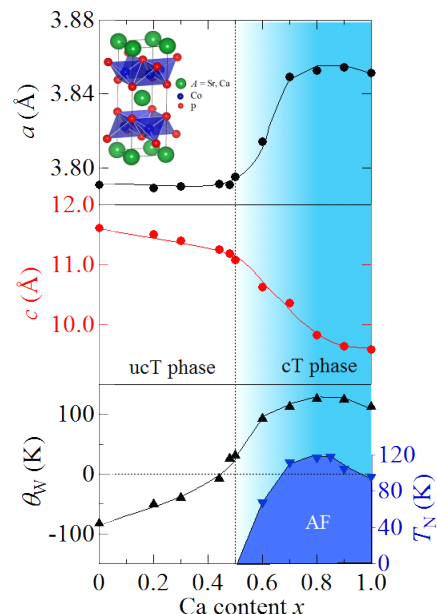 3.88
3.84
3.80
a (Å)
A = Sr, Ca
Co
P
12.0
11.0
10.0
c (Å)
ucT phase
cT phase
100
0
-100
θW (K)
120
80
40
0
TN (K)
AF
0 0.2 0.4 0.6 0.8 1.0
Ca content x